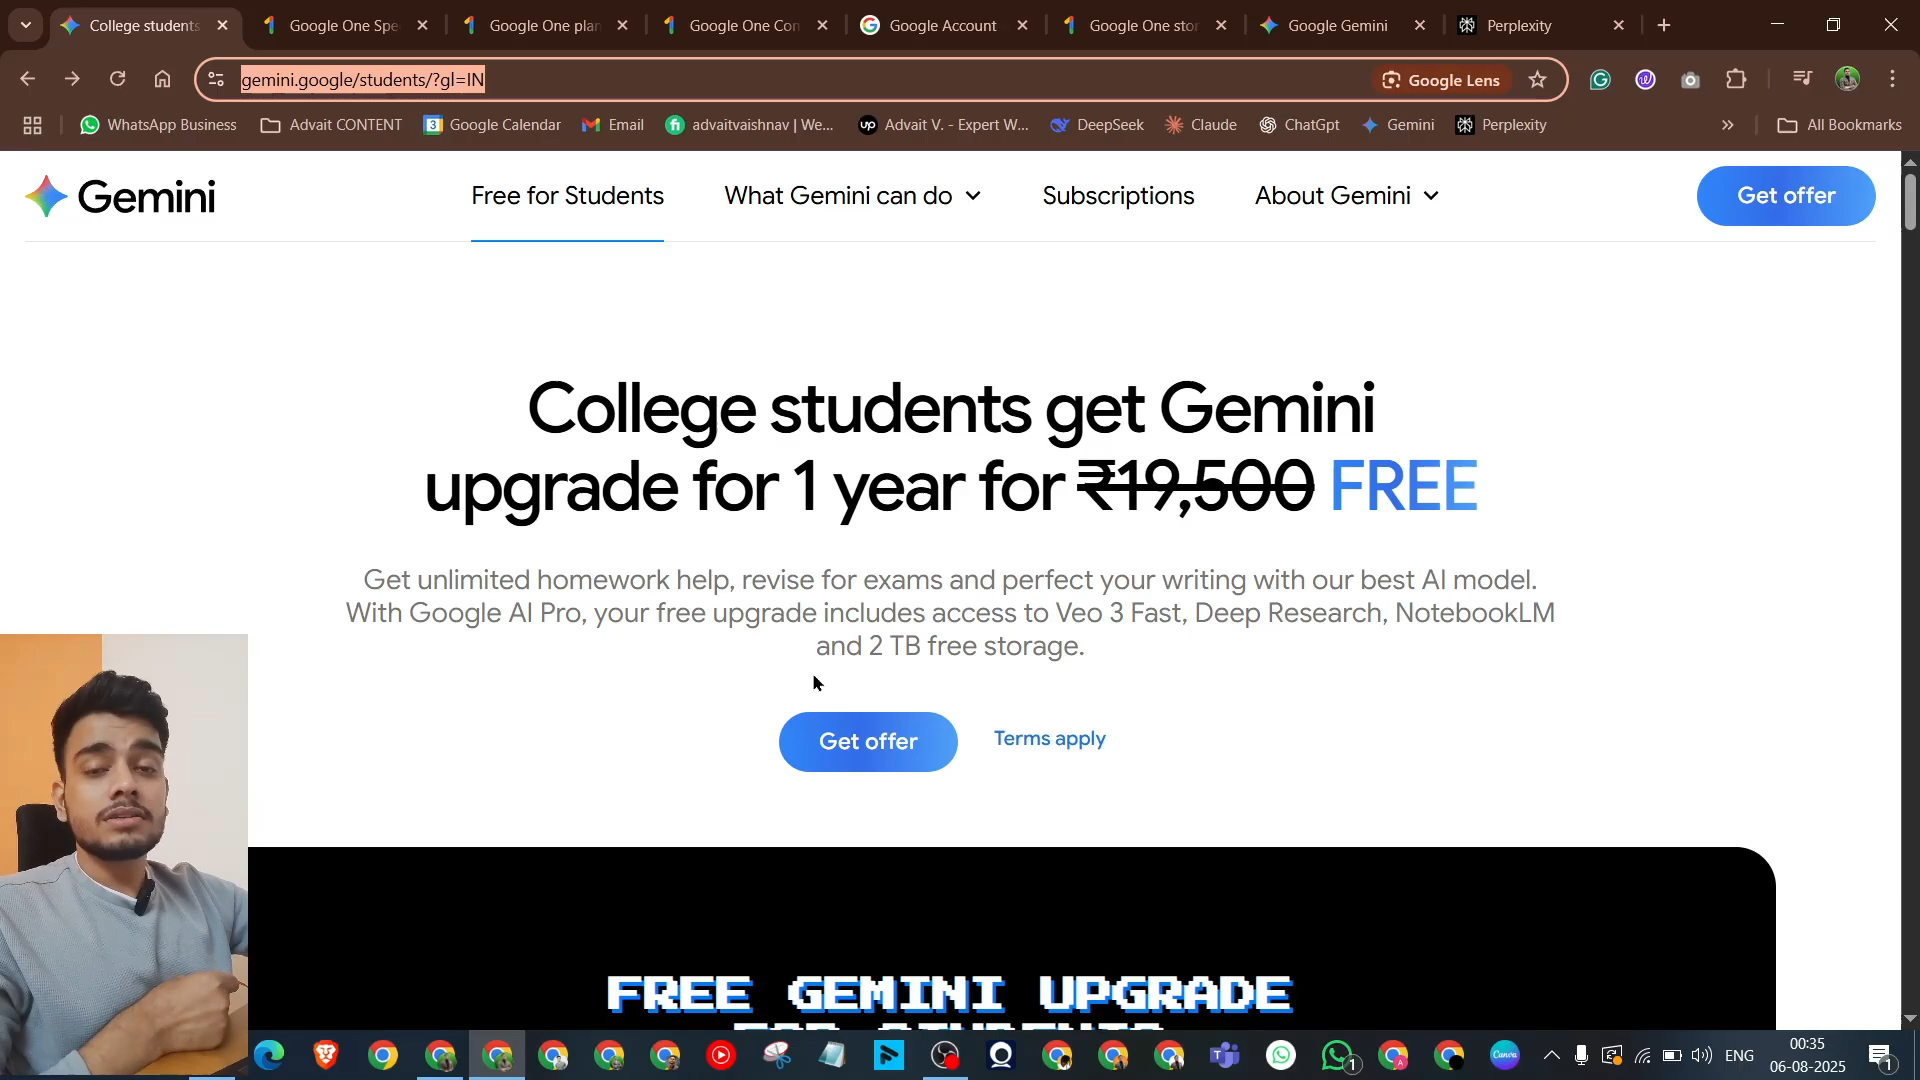 College students
Google One Spe
Google One plan
Google One Con
Google Account
Google One stor
Google Gemini
Perplexity
gemini.google/students/?gl=IN
Google Lens
WhatsApp Business
Advait CONTENT
Google Calendar
Email
advaitvaishnav | We...
Advait V. - Expert W...
DeepSeek
Claude
ChatGpt
Gemini
Perplexity
All Bookmarks
Gemini
Free for Students
What Gemini can do
Subscriptions
About Gemini
Get offer
College students get Gemini
upgrade for 1 year for ₹19,500 FREE
Get unlimited homework help, revise for exams and perfect your writing with our best AI model.
With Google AI Pro, your free upgrade includes access to Veo 3 Fast, Deep Research, NotebookLM
and 2 TB free storage.
Get offer
Terms apply
FREE GEMINI UPGRADE
FOR STUDENTS
ENG
00:35
06-08-2025